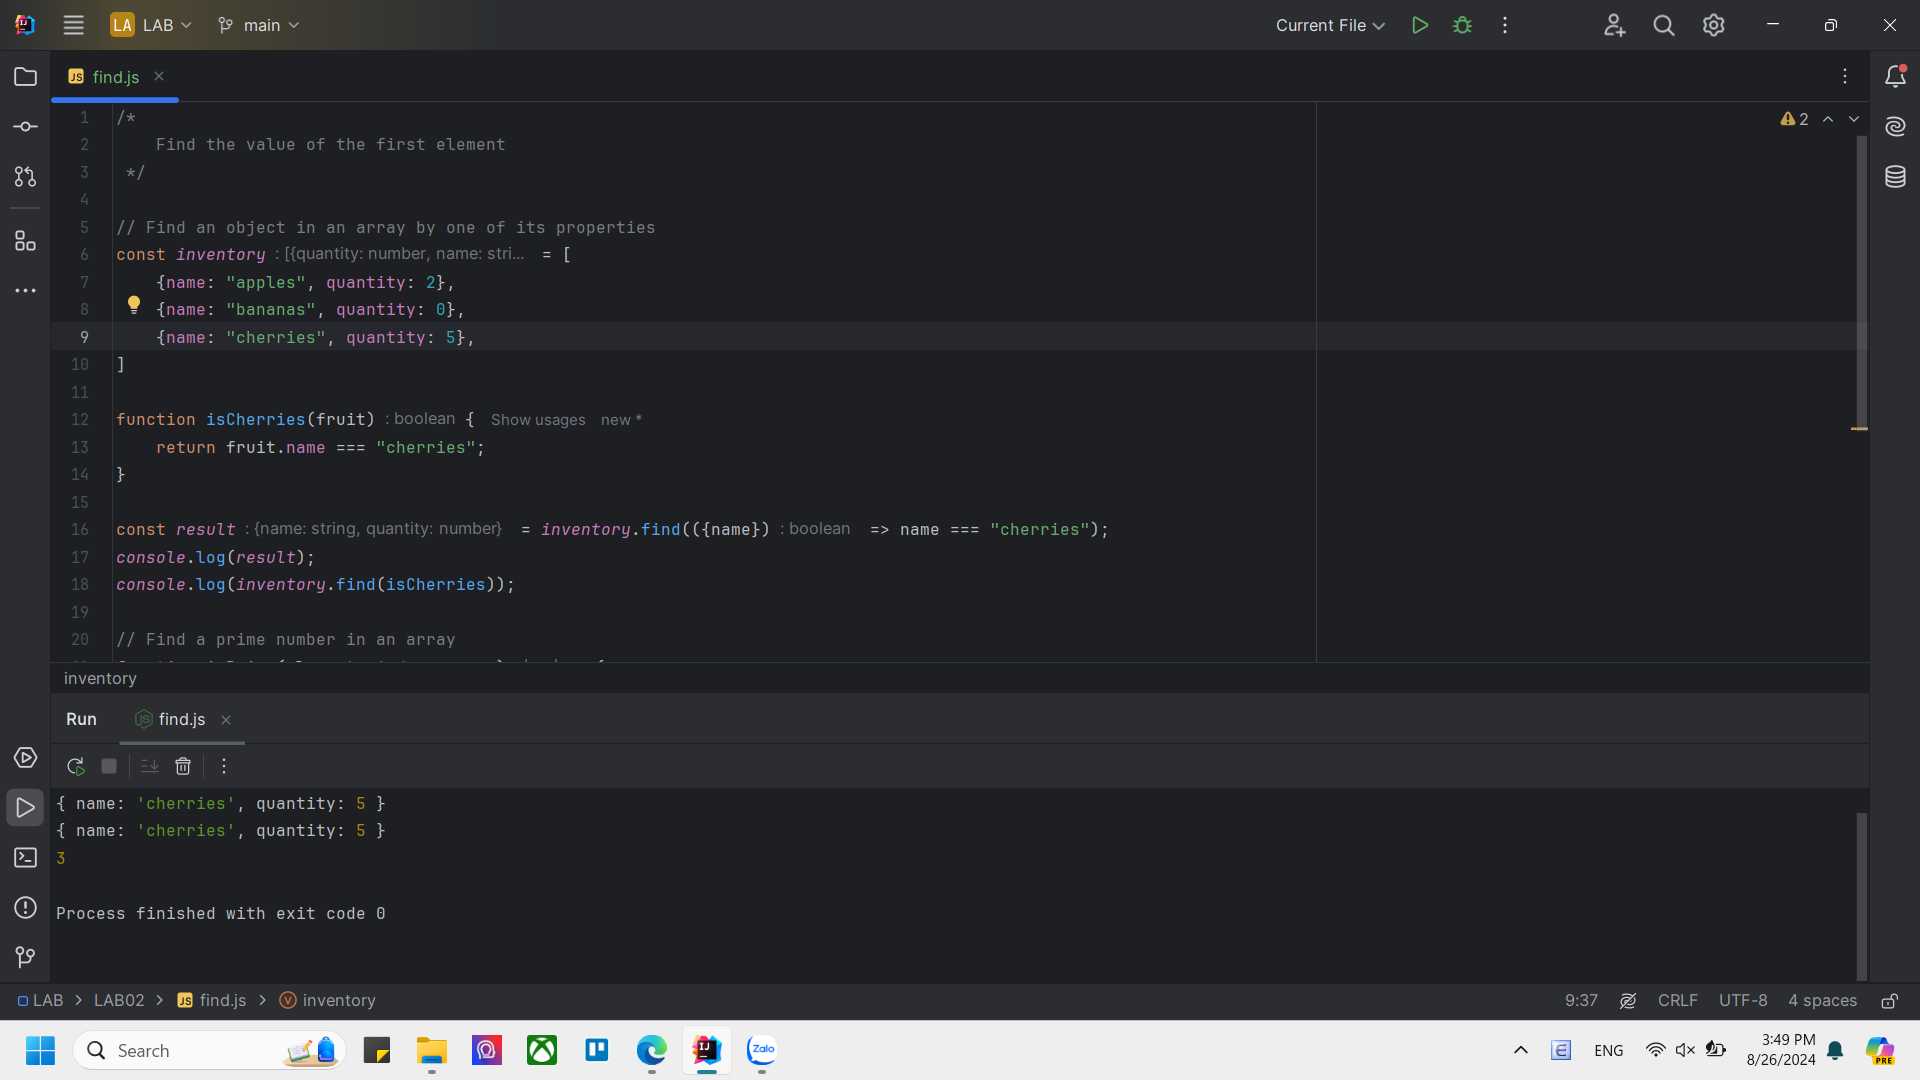 LA LAB main Current File
find.js
1 /*
2 Find the value of the first element
3 */
4
5 // Find an object in an array by one of its properties
6 const inventory : [{quantity: number, name: stri... = [
7 {name: "apples", quantity: 2},
8 {name: "bananas", quantity: 0},
9 {name: "cherries", quantity: 5},
10 ]
11
12 function isCherries(fruit) : boolean { Show usages new *
13 return fruit.name === "cherries";
14 }
15
16 const result : {name: string, quantity: number} = inventory.find(({name}) : boolean => name === "cherries");
17 console.log(result);
18 console.log(inventory.find(isCherries));
19
20 // Find a prime number in an array
2
inventory
Run find.js
{ name: 'cherries', quantity: 5 }
{ name: 'cherries', quantity: 5 }
3
Process finished with exit code 0
LAB > LAB02 > JS find.js > V inventory 9:37 CRLF UTF-8 4 spaces
Search Zalo ENG 3:49 PM
8/26/2024 PRE